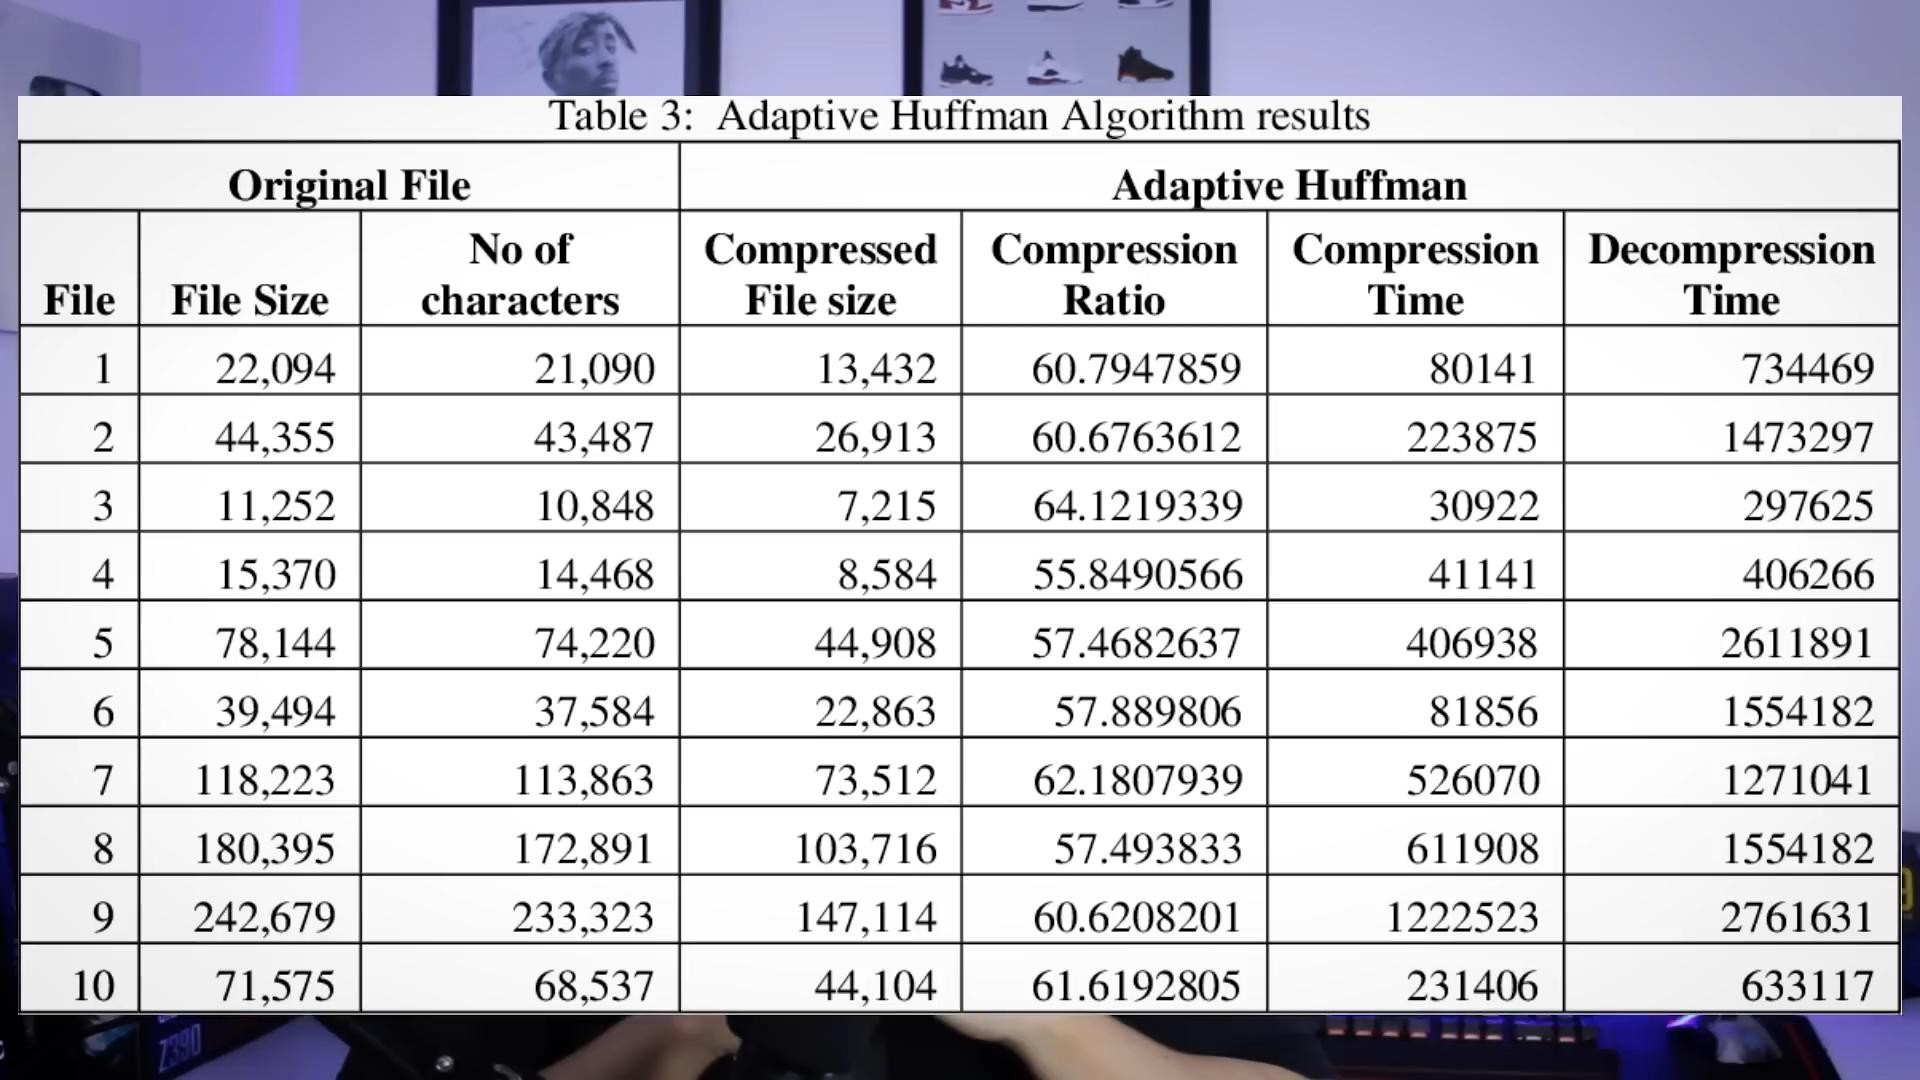 Table 3: Adaptive Huffman Algorithm results
Original File Adaptive Huffman
File File Size No of characters Compressed File size Compression Ratio Compression Time Decompression Time
1 22,094 21,090 13,432 60.7947859 80141 734469
2 44,355 43,487 26,913 60.6763612 223875 1473297
3 11,252 10,848 7,215 64.1219339 30922 297625
4 15,370 14,468 8,584 55.8490566 41141 406266
5 78,144 74,220 44,908 57.4682637 406938 2611891
6 39,494 37,584 22,863 57.889806 81856 1554182
7 118,223 113,863 73,512 62.1807939 526070 1271041
8 180,395 172,891 103,716 57.493833 611908 1554182
9 242,679 233,323 147,114 60.6208201 1222523 2761631
10 71,575 68,537 44,104 61.6192805 231406 633117
Z390